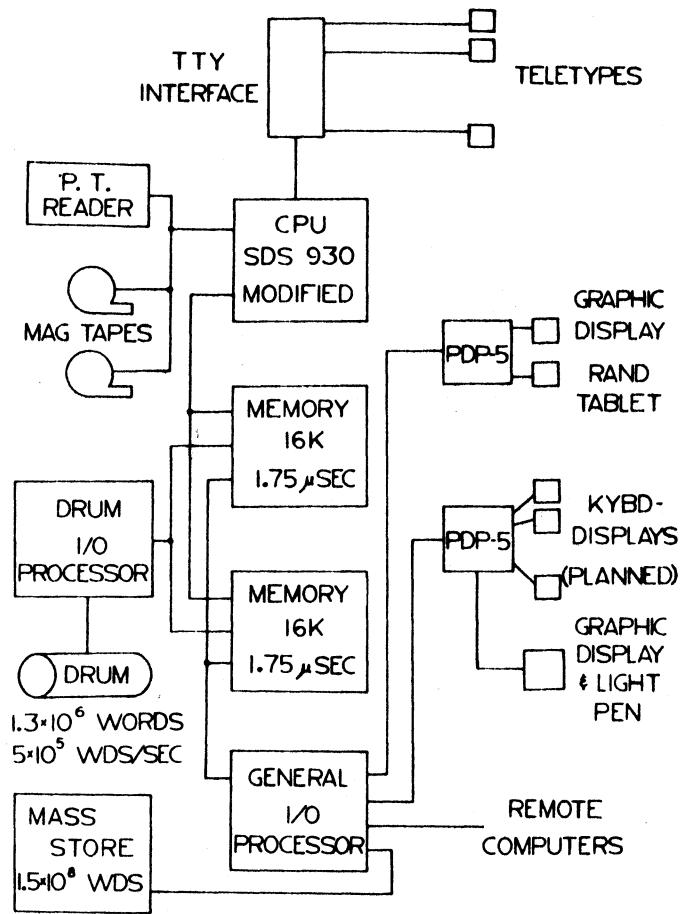 TTY
INTERFACE
TELETYPES
P. T.
READER
CPU
SDS 930
MODIFIED
MAG TAPES
GRAPHIC
DISPLAY
PDP-5
RAND
TABLET
MEMORY
16K
1.75 μSEC
DRUM
I/O
PROCESSOR
KYBD-
DISPLAYS
(PLANNED)
PDP-5
MEMORY
16K
1.75 μSEC
GRAPHIC
DISPLAY
& LIGHT
PEN
DRUM
1.3×10⁶ WORDS
5×10⁵ WDS/SEC
GENERAL
I/O
PROCESSOR
MASS
STORE
1.5×10⁸ WDS
REMOTE
COMPUTERS